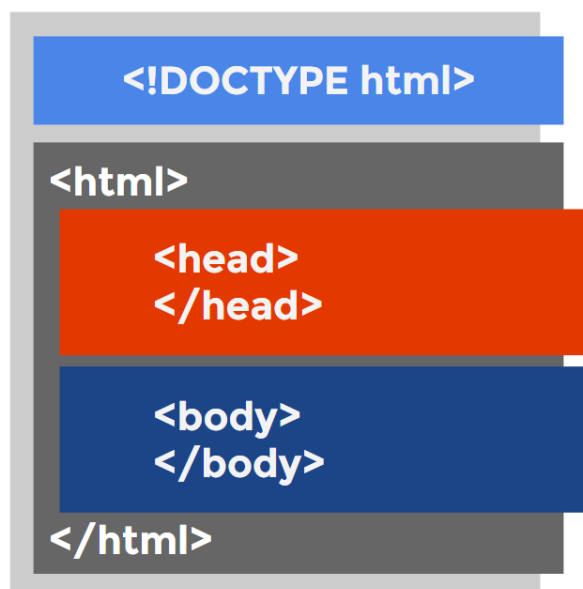 <!DOCTYPE html>
<html>
<head>
</head>
<body>
</body>
</html>